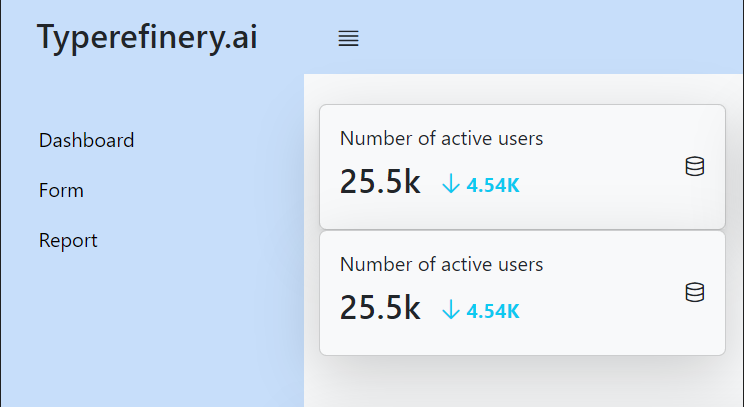 Typerefinery.ai
Dashboard
Form
Report
Number of active users
25.5k 4.54K
Number of active users
25.5k 4.54K